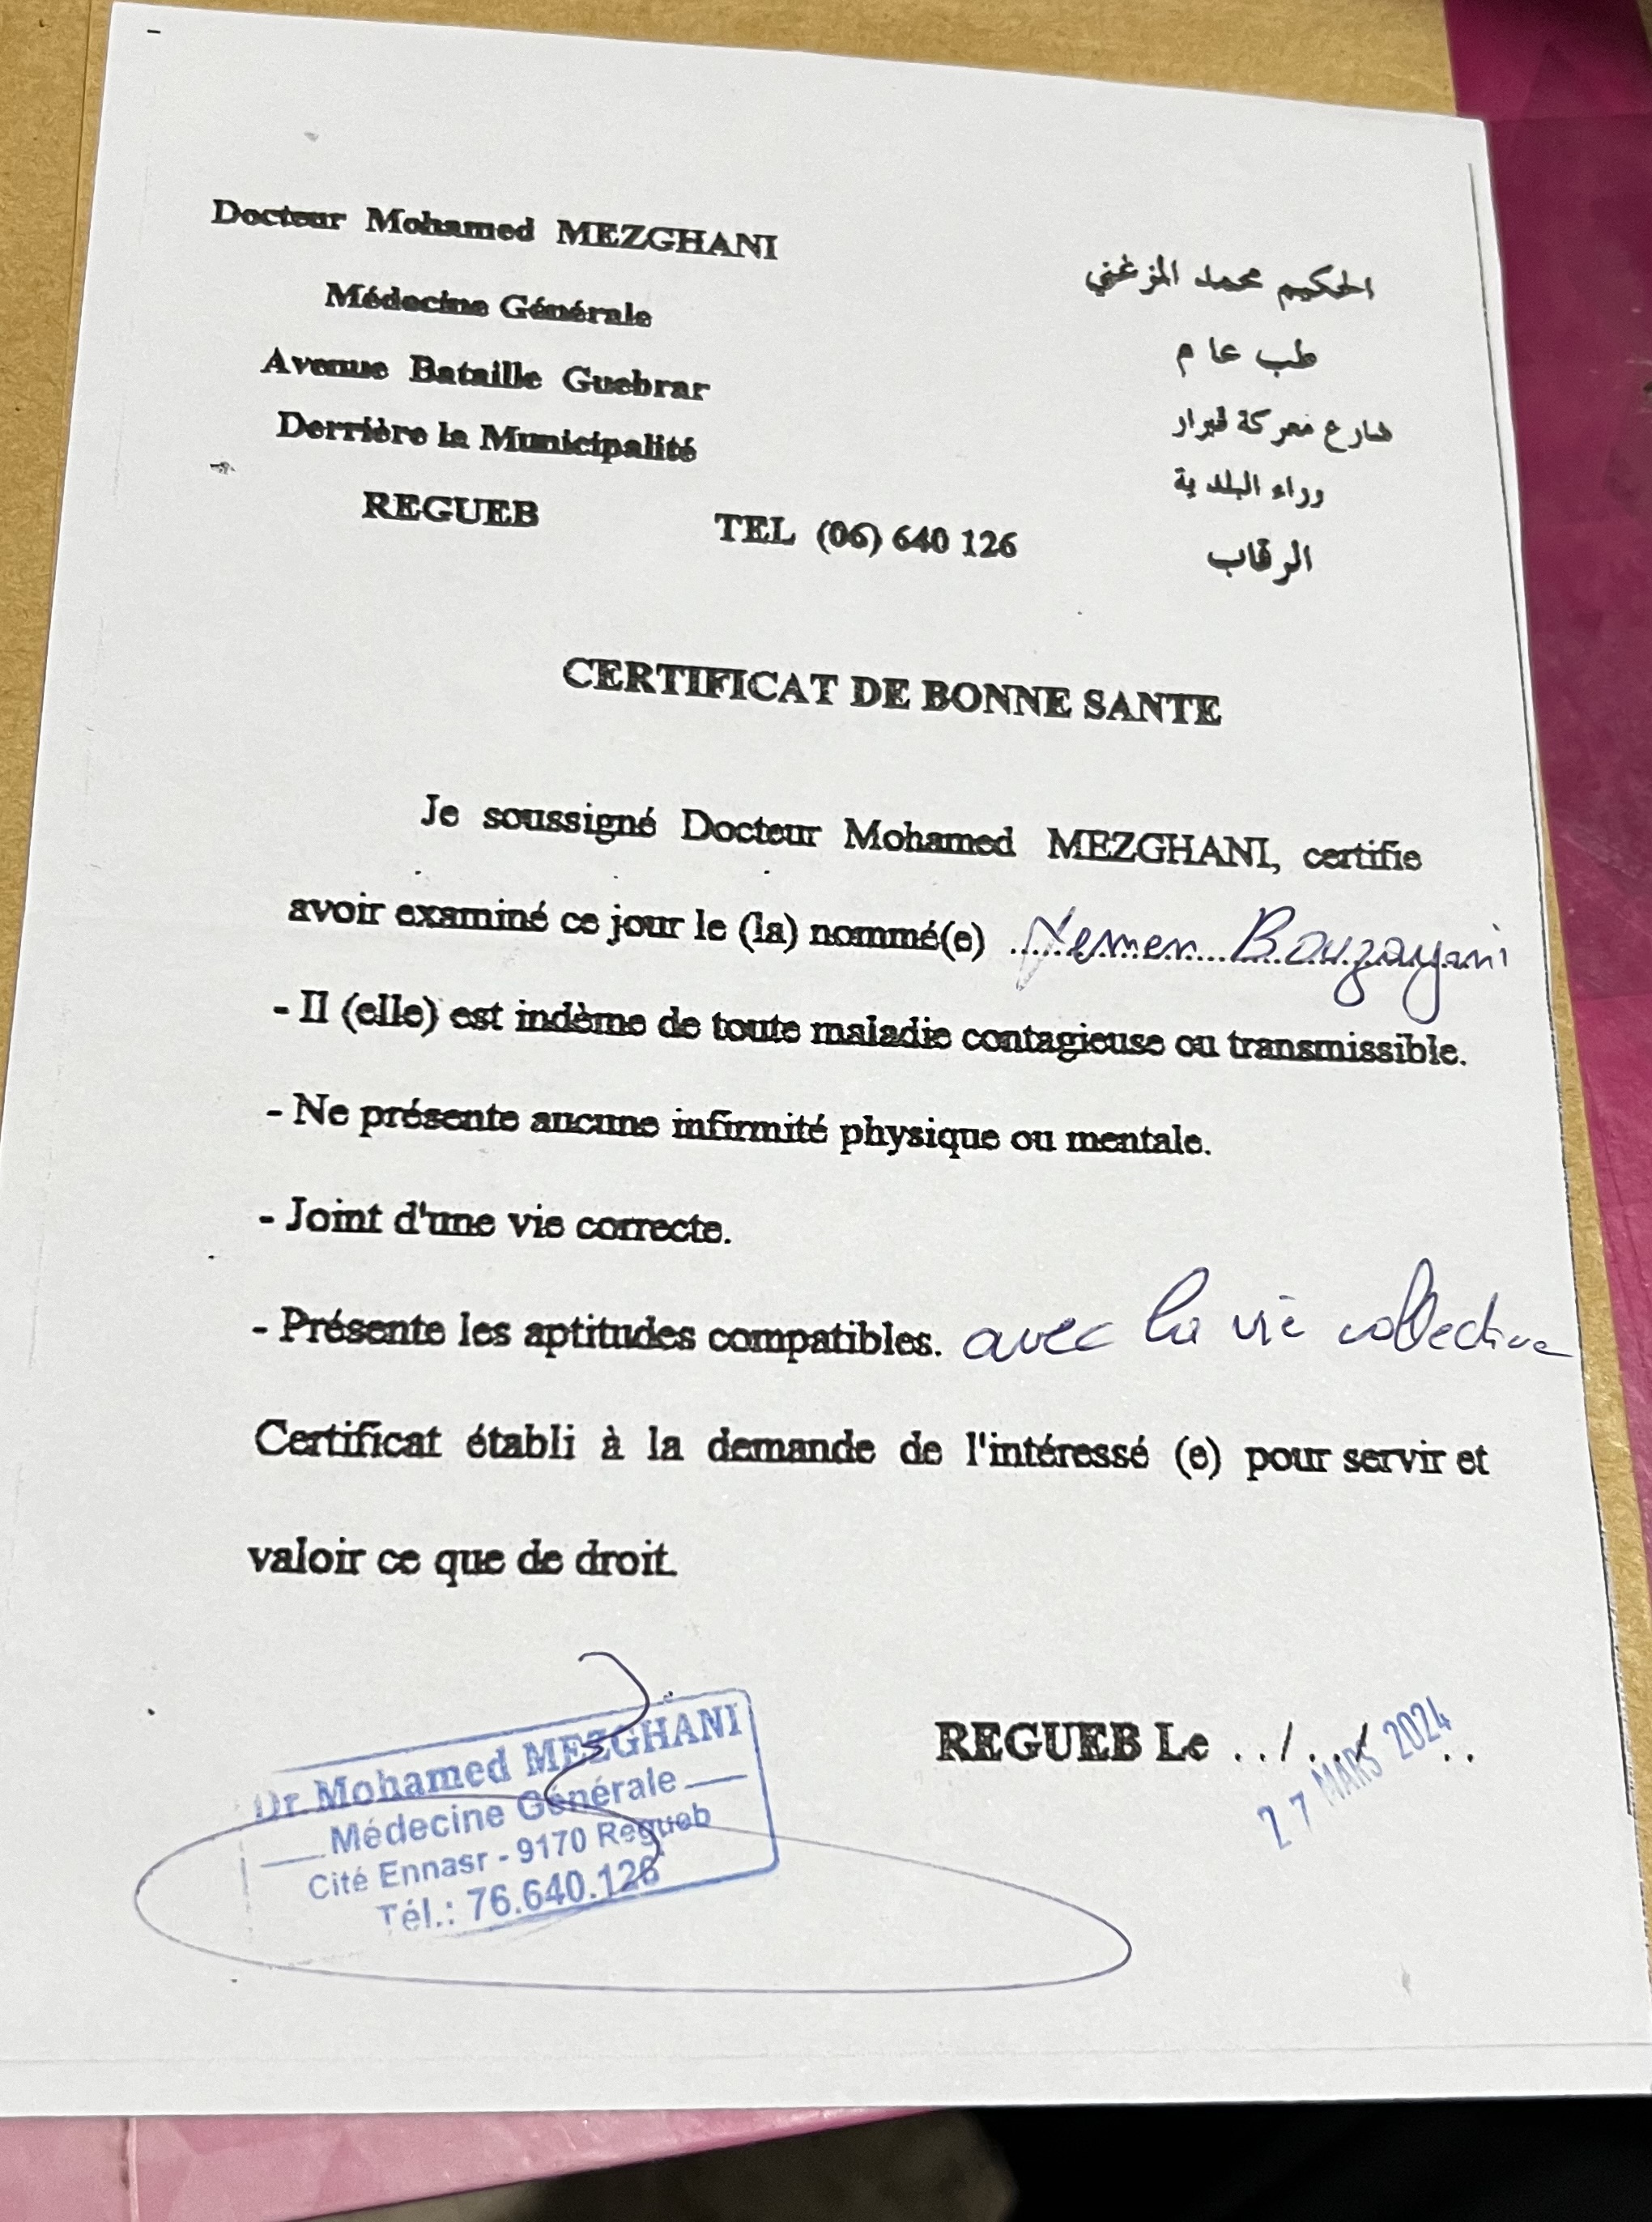 Docteur Mohamed MEZGHANI
Médecine Générale
Avenue Bataille Guebrar
Derrière la Municipalité
REGUEB
TEL (06) 640 126
الحكيم محمد المزغني
طب عام
شارع معركة قبرار
وراء البلدية
الرقاب
CERTIFICAT DE BONNE SANTE
Je soussigné Docteur Mohamed MEZGHANI, certifie
avoir examiné ce jour le (la) nommé(e) Nemen Bouzayani
- Il (elle) est indème de toute maladie contagieuse ou transmissible.
- Ne présente aucune infirmité physique ou mentale.
- Joint d'une vie correcte.
- Présente les aptitudes compatibles. avec la vie collective
Certificat établi à la demande de l'intéressé (e) pour servir et
valoir ce que de droit.
REGUEB Le ../../ ..
27 MARS 2024
Dr Mohamed MEZGHANI
Médecine Générale
Cité Ennasr - 9170 Regueb
Tél.: 76.640.126